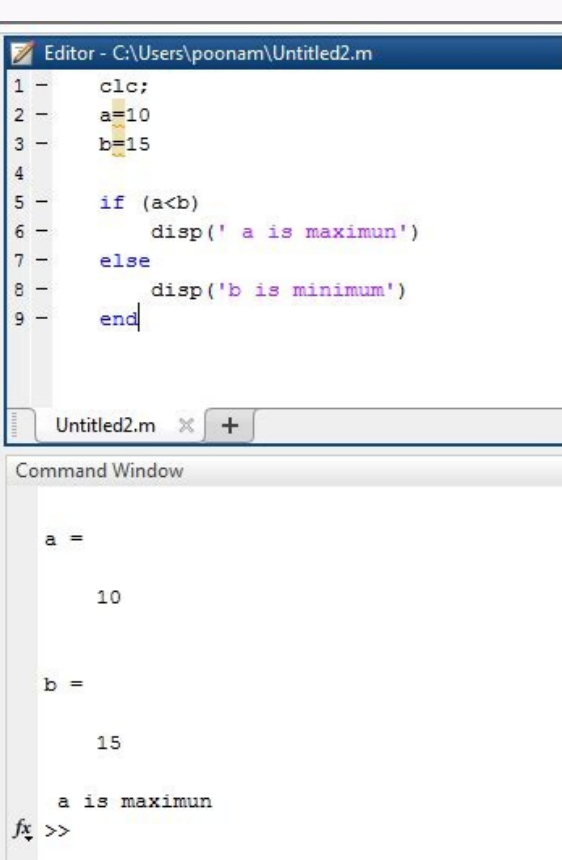 Editor - C:\Users\poonam\Untitled2.m
1 - clc;
2 - a=10
3 - b=15
4
5 - if (a<b)
6 - disp(' a is maximun')
7 - else
8 - disp('b is minimum')
9 - end
Untitled2.m × +
Command Window
a =
10
b =
15
a is maximun
fx >>